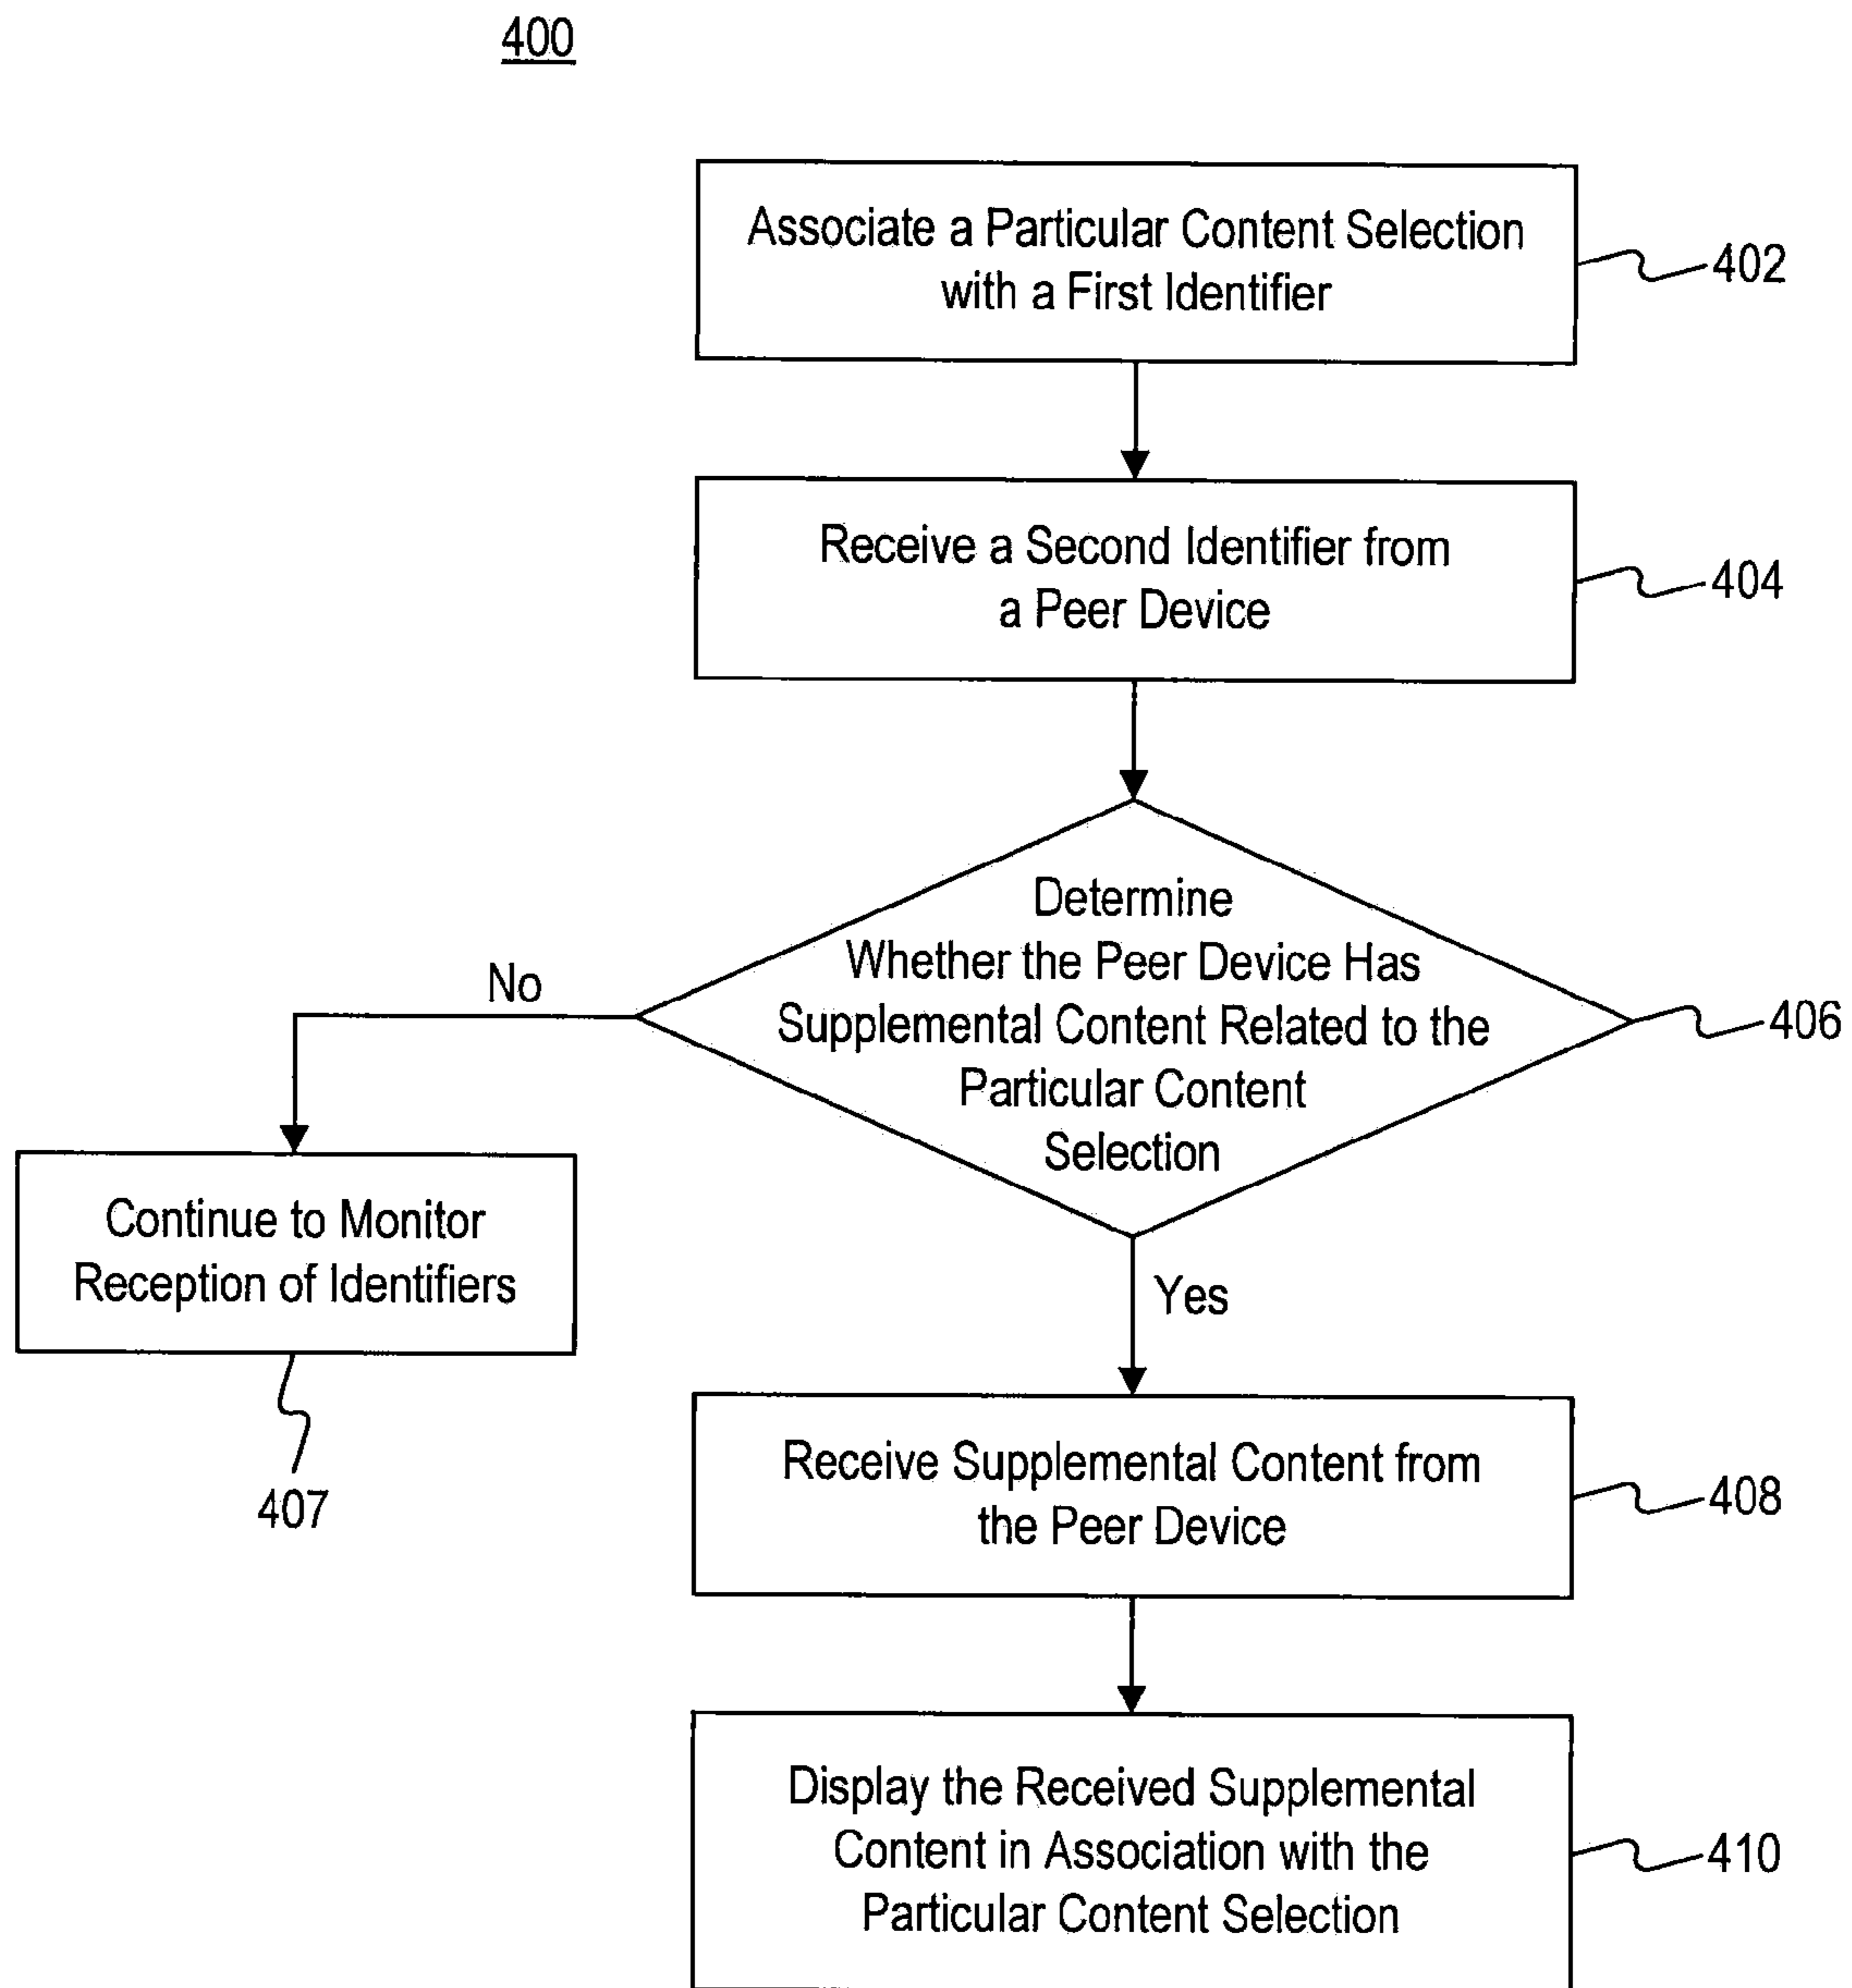 400
Associate a Particular Content Selection
with a First Identifier
402
Receive a Second Identifier from
a Peer Device
404
Determine
Whether the Peer Device Has
Supplemental Content Related to the
Particular Content
Selection
406
No
Continue to Monitor
Reception of Identifiers
407
Yes
Receive Supplemental Content from
the Peer Device
408
Display the Received Supplemental
Content in Association with the
Particular Content Selection
410